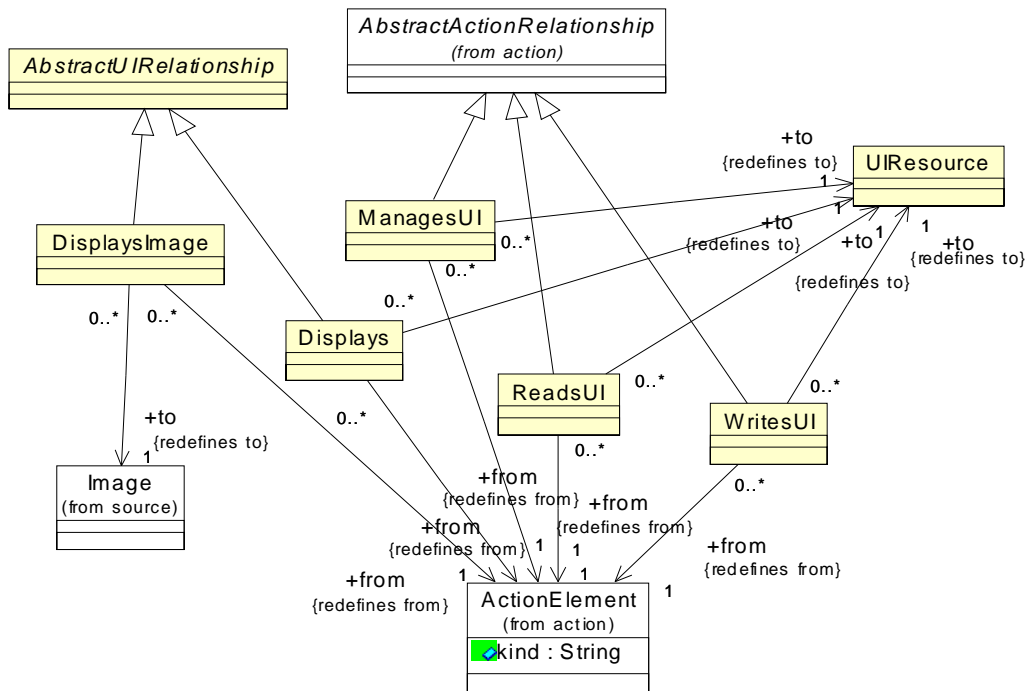 AbstractActionRelationship
(from action)
AbstractUIRelationship
+to
{redefines to}
1
UIResource
ManagesUI
0..*
0..*
+to
{redefines to}
1
+to
{redefines to}
1
+to
{redefines to}
1
DisplaysImage
0..*
0..*
Displays
0..*
0..*
ReadsUI
0..*
0..*
WritesUI
0..*
0..*
+to
{redefines to}
1
Image
(from source)
+from
{redefines from}
1
+from
{redefines from}
1
+from
{redefines from}
1
+from
{redefines from}
1
+from
{redefines from}
1
ActionElement
(from action)
kind : String